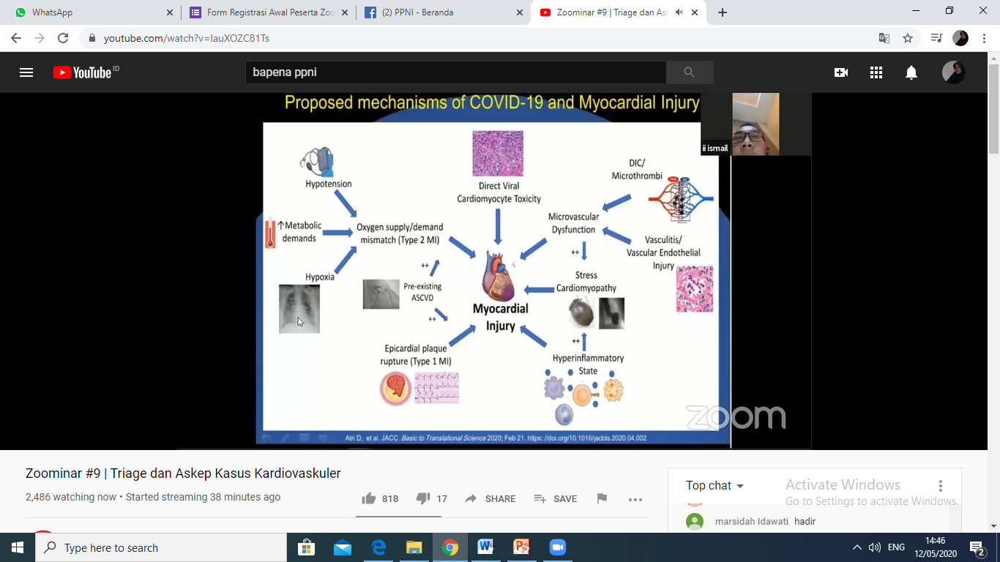 WhatsApp
Form Registrasi Awal Peserta Zoo
(2) PPNI - Beranda
Zoominar #9 | Triage dan As
youtube.com/watch?v=IauXOZC81Ts
YouTube ID
bapena ppni
Proposed mechanisms of COVID-19 and Myocardial Injury
ii ismail
Hypotension
Direct Viral
Cardiomyocyte Toxicity
DIC/
Microthrombi
↑Metabolic
demands
Oxygen supply/demand
mismatch (Type 2 MI)
Microvascular
Dysfunction
Vasculitis/
Vascular Endothelial
Injury
++
++
Hypoxia
Pre-existing
ASCVD
Stress
Cardiomyopathy
++
Myocardial
Injury
Epicardial plaque
rupture (Type 1 MI)
++
Hyperinflammatory
State
zoom
Atri D, et al. JACC Basic to Translational Science 2020; Feb 21. https: //doi.org/10.1016/jacbts.2020.04.002
Zoominar #9 | Triage dan Askep Kasus Kardiovaskuler
2,486 watching now • Started streaming 38 minutes ago
818
17
SHARE
SAVE
Top chat
Activate Windows
Go to Settings to activate Windows.
marsidah Idawati hadir
Type here to search
ENG
14:46
12/05/2020
2